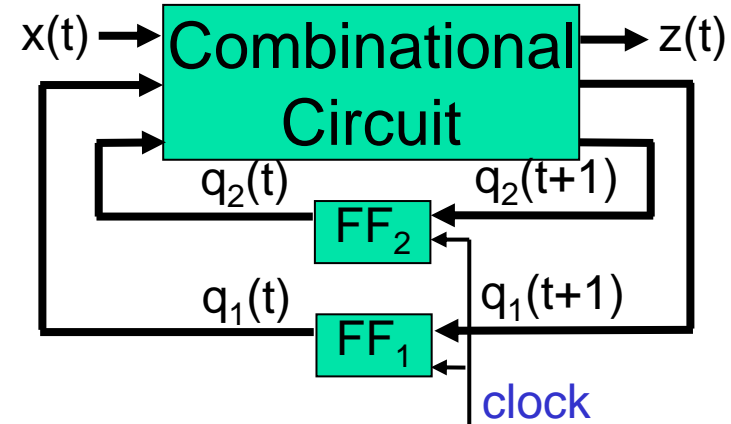 x(t)
Combinational
Circuit
z(t)
q₂(t)
q₂(t+1)
FF₂
q₁(t)
q₁(t+1)
FF₁
clock